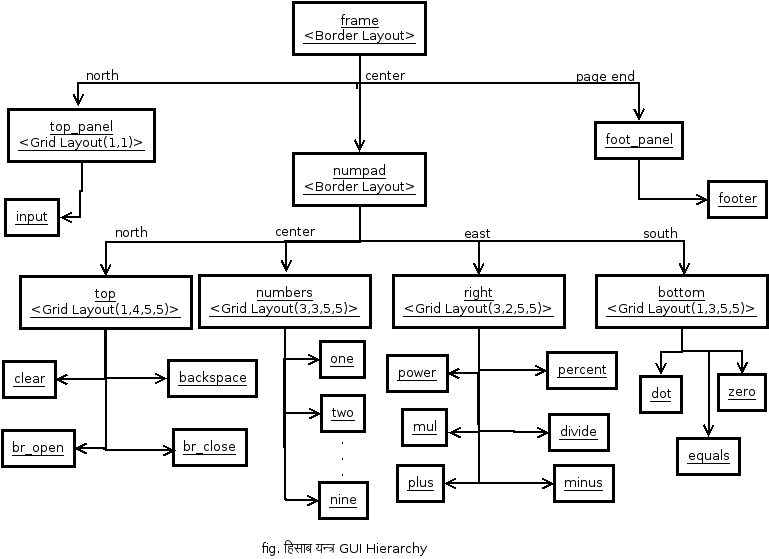 frame
<Border Layout>
north
center
page end
top_panel
<Grid Layout(1,1)>
foot_panel
numpad
<Border Layout>
input
footer
north
center
east
south
top
<Grid Layout(1,4,5,5)>
numbers
<Grid Layout(3,3,5,5)>
right
<Grid Layout(3,2,5,5)>
bottom
<Grid Layout(1,3,5,5)>
clear
backspace
one
power
percent
dot
zero
two
mul
divide
br_open
br_close
equals
.
.
.
nine
plus
minus
fig. हिसाब यन्त्र GUI Hierarchy